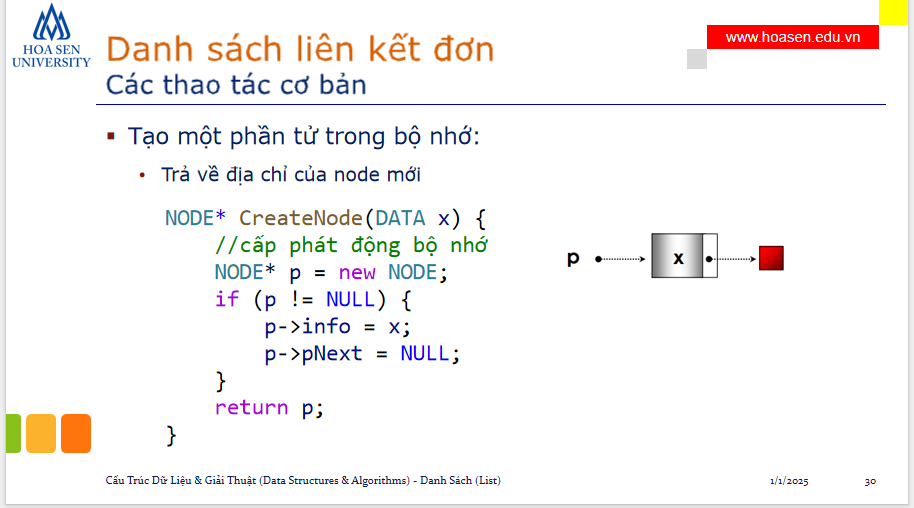 HOA SEN
UNIVERSITY
www.hoasen.edu.vn
Danh sách liên kết đơn
Các thao tác cơ bản
Tạo một phần tử trong bộ nhớ:
Trả về địa chỉ của node mới
NODE* CreateNode(DATA x) {
//cấp phát động bộ nhớ
NODE* p = new NODE;
if (p != NULL) {
p->info = x;
p->pNext = NULL;
}
return p;
}
p
x
Cấu Trúc Dữ Liệu & Giải Thuật (Data Structures & Algorithms) - Danh Sách (List)
1/1/2025
30